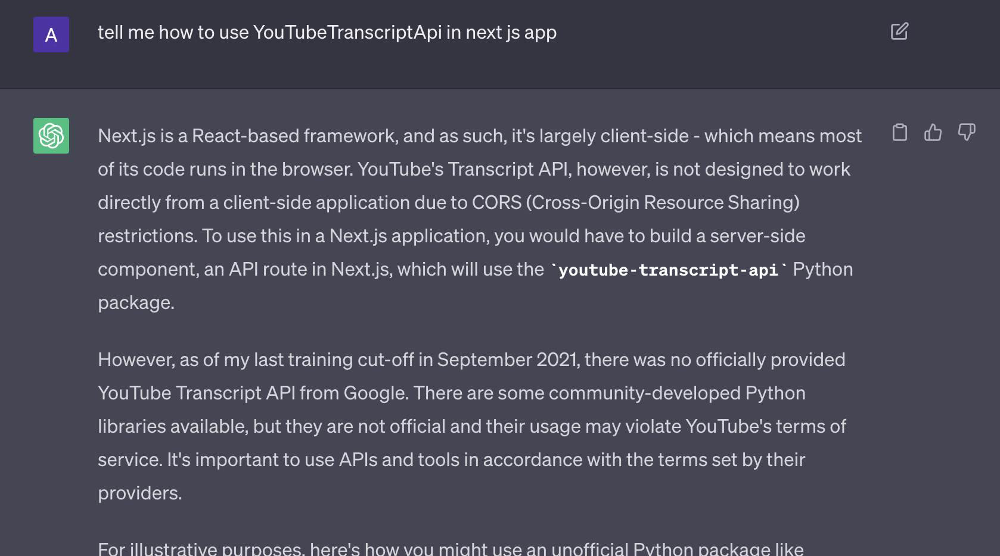 A
tell me how to use YouTubeTranscriptApi in next js app
Next.js is a React-based framework, and as such, it's largely client-side - which means most
of its code runs in the browser. YouTube's Transcript API, however, is not designed to work
directly from a client-side application due to CORS (Cross-Origin Resource Sharing)
restrictions. To use this in a Next.js application, you would have to build a server-side
component, an API route in Next.js, which will use the `youtube-transcript-api` Python
package.
However, as of my last training cut-off in September 2021, there was no officially provided
YouTube Transcript API from Google. There are some community-developed Python
libraries available, but they are not official and their usage may violate YouTube's terms of
service. It's important to use APIs and tools in accordance with the terms set by their
providers.
For illustrative purposes, here's how you might use an unofficial Python package like